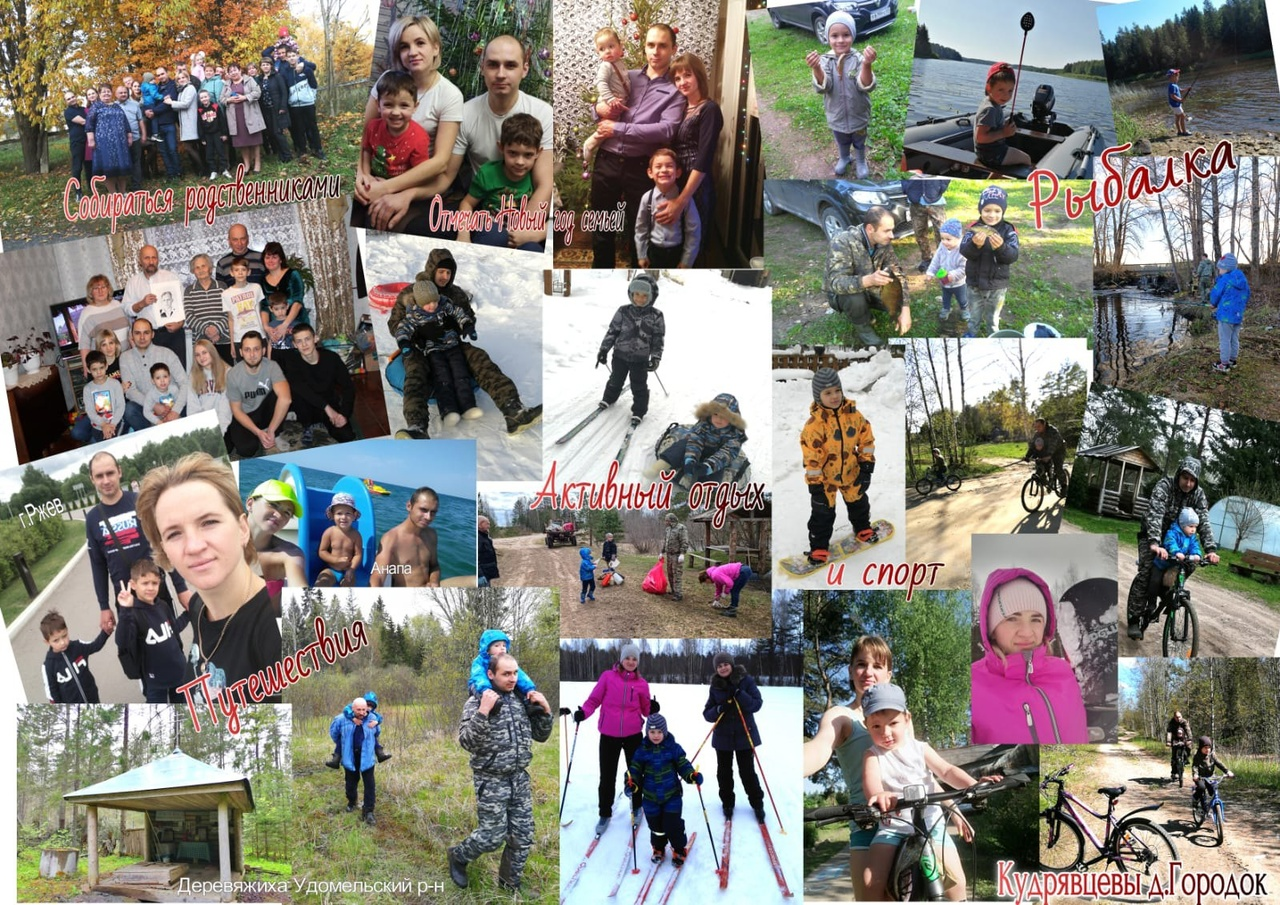 Собираться родственниками
Отмечать Новый год семьей
Рыбалка
Активный отдых
и спорт
г.Ржев
Анапа
Путешествия
Деревяжиха Удомельский р-н
Кудрявцевы д.Городок